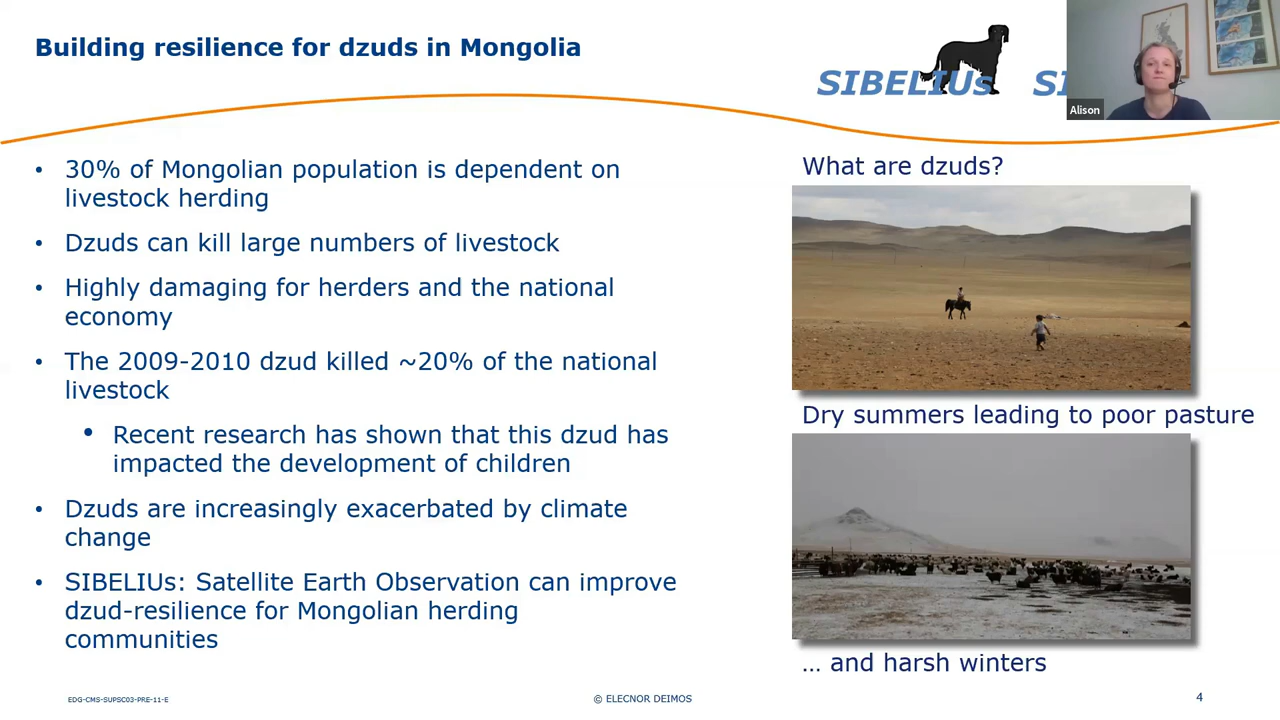 Building resilience for dzuds in Mongolia
SIBELIUs
SI
Alison
• 30% of Mongolian population is dependent on
livestock herding
• Dzuds can kill large numbers of livestock
• Highly damaging for herders and the national
economy
• The 2009-2010 dzud killed ~20% of the national
livestock
• Recent research has shown that this dzud has
impacted the development of children
• Dzuds are increasingly exacerbated by climate
change
• SIBELIUs: Satellite Earth Observation can improve
dzud-resilience for Mongolian herding
communities
What are dzuds?
Dry summers leading to poor pasture
... and harsh winters
EDG-CMS-SUPSC03-PRE-11-E
© ELECNOR DEIMOS
4